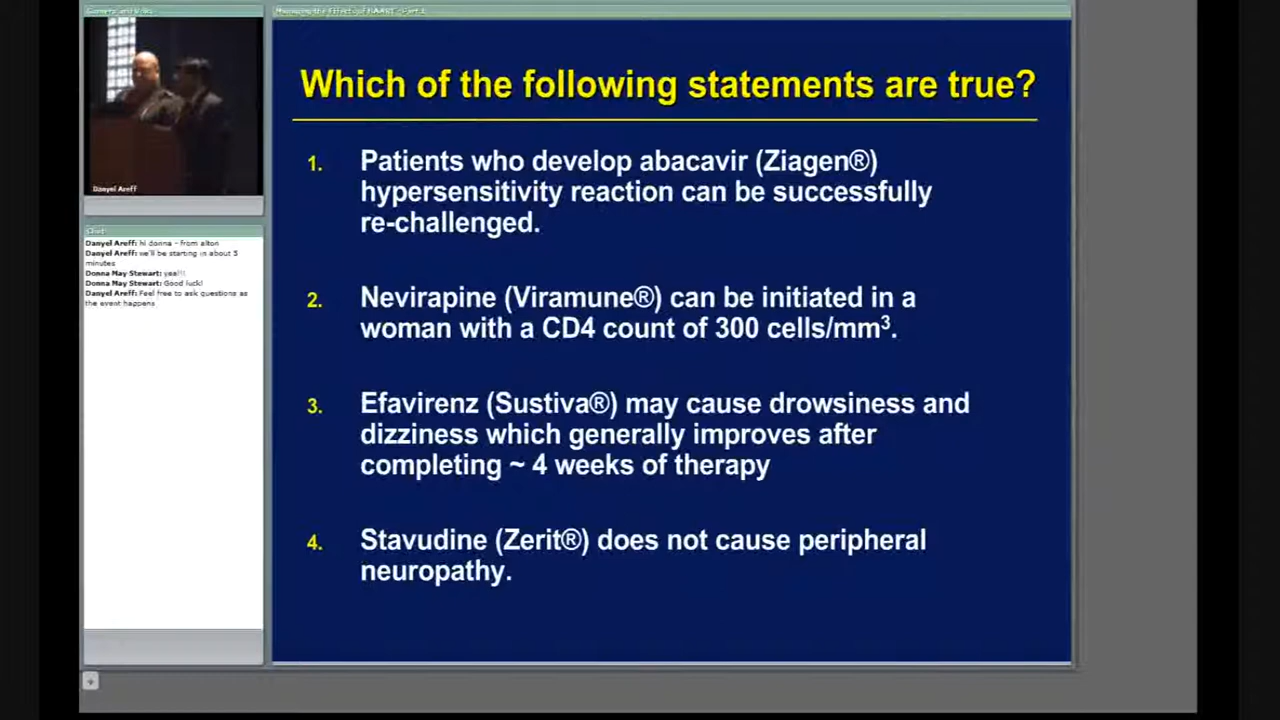 Managing the Effects of HAART - Part 1
Which of the following statements are true?
1. Patients who develop abacavir (Ziagen®)
hypersensitivity reaction can be successfully
re-challenged.
2. Nevirapine (Viramune®) can be initiated in a
woman with a CD4 count of 300 cells/mm³.
3. Efavirenz (Sustiva®) may cause drowsiness and
dizziness which generally improves after
completing ~ 4 weeks of therapy
4. Stavudine (Zerit®) does not cause peripheral
neuropathy.
Danyel Areff
Chat
Danyel Areff: hi donna - from alton
Danyel Areff: we'll be starting in about 5
minutes
Donna May Stewart: yea!!!
Donna May Stewart: Good luck!
Danyel Areff: Feel free to ask questions as
the event happens